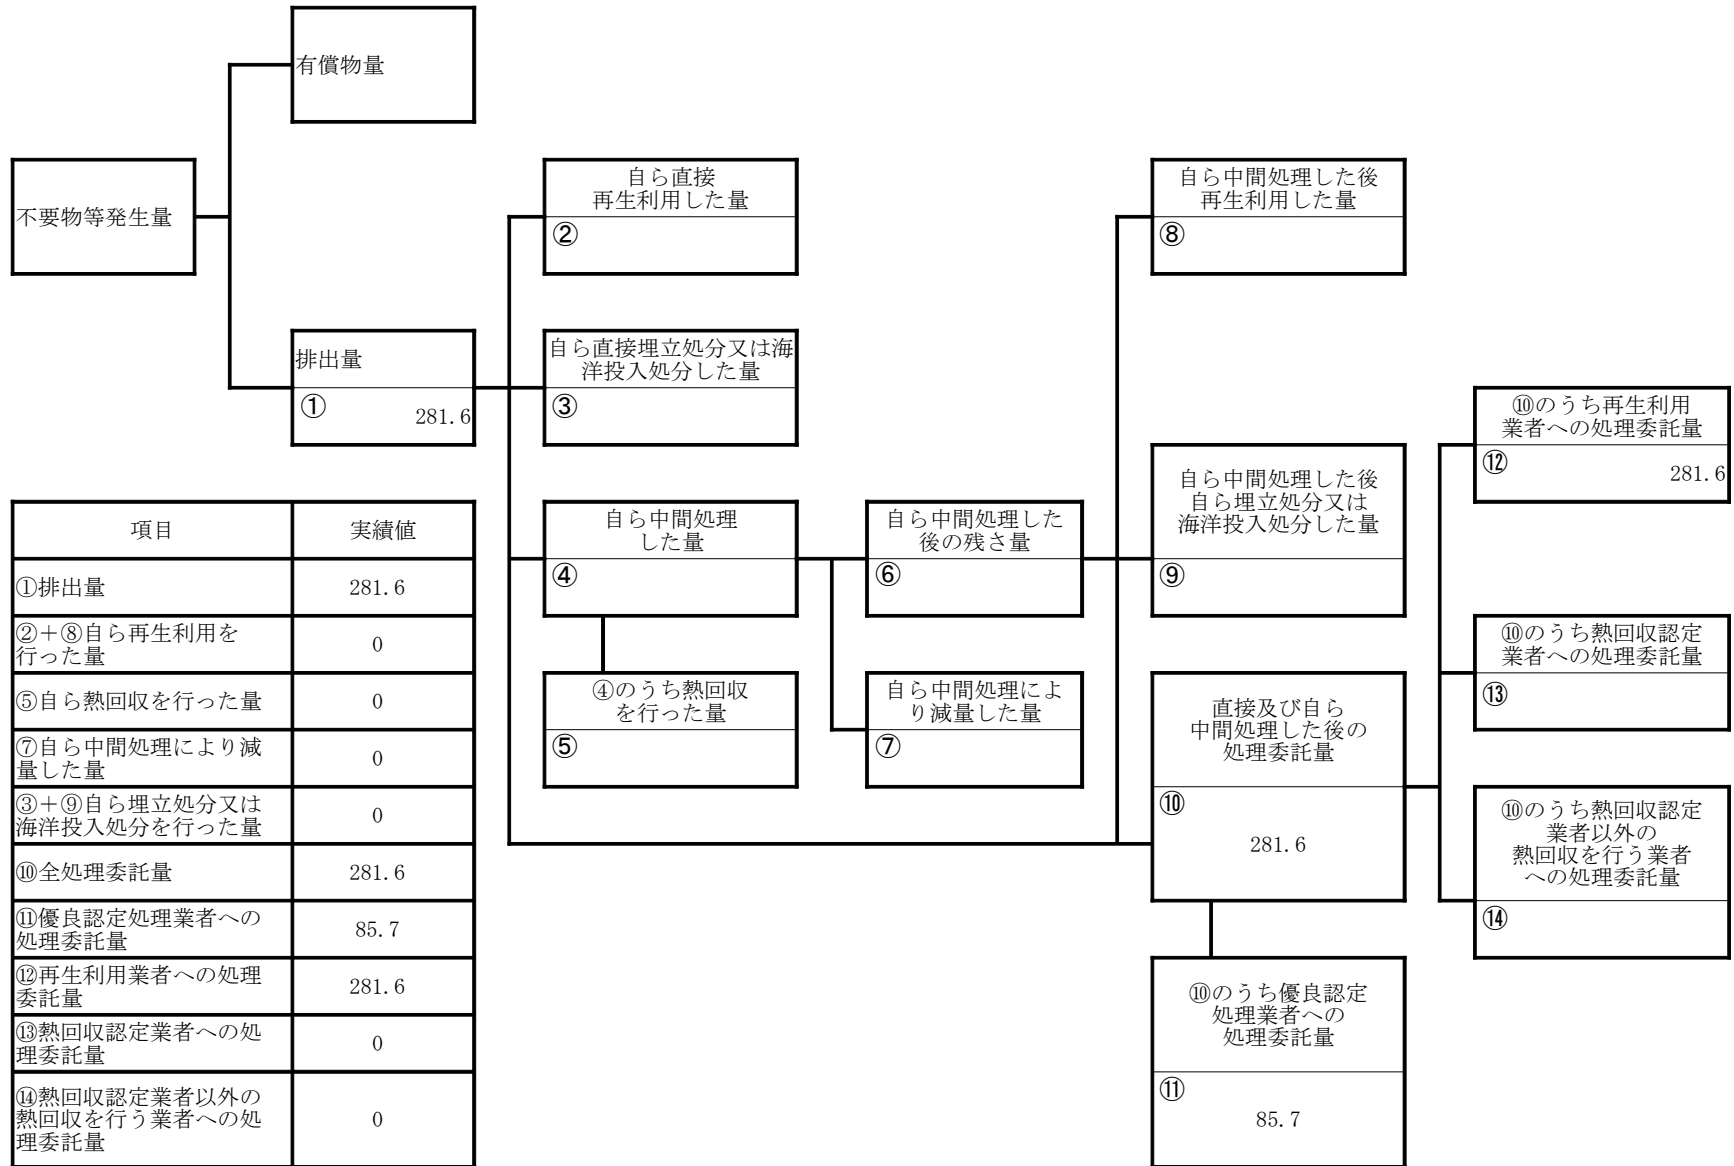 有償物量
不要物等発生量
排出量
①
281.6
自ら直接
再生利用した量
②
自ら直接埋立処分又は海
洋投入処分した量
③
自ら中間処理
した量
④
④のうち熱回収
を行った量
⑤
自ら中間処理した
後の残さ量
⑥
自ら中間処理によ
り減量した量
⑦
自ら中間処理した後
再生利用した量
⑧
自ら中間処理した後
自ら埋立処分又は
海洋投入処分した量
⑨
直接及び自ら
中間処理した後の
処理委託量
⑩
281.6
⑩のうち優良認定
処理業者への
処理委託量
⑪
85.7
⑩のうち再生利用
業者への処理委託量
⑫
281.6
⑩のうち熱回収認定
業者への処理委託量
⑬
⑩のうち熱回収認定
業者以外の
熱回収を行う業者
への処理委託量
⑭
項目 実績値
①排出量 281.6
②＋⑧自ら再生利用を
行った量 0
⑤自ら熱回収を行った量 0
⑦自ら中間処理により減
量した量 0
③＋⑨自ら埋立処分又は
海洋投入処分を行った量 0
⑩全処理委託量 281.6
⑪優良認定処理業者への
処理委託量 85.7
⑫再生利用業者への処理
委託量 281.6
⑬熱回収認定業者への処
理委託量 0
⑭熱回収認定業者以外の
熱回収を行う業者への処
理委託量 0